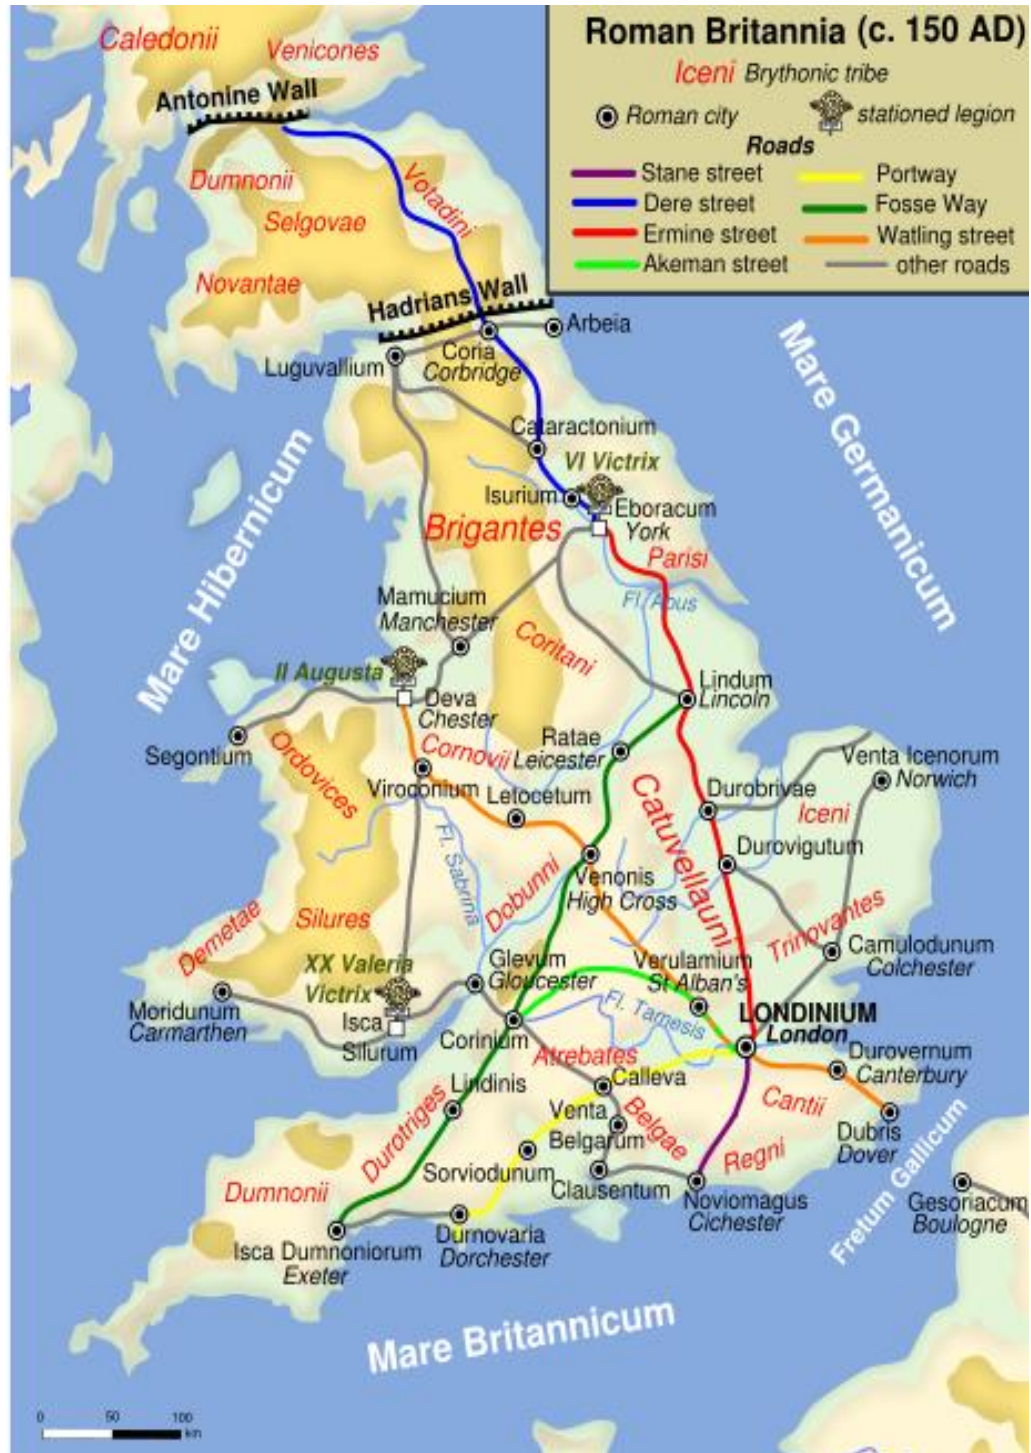 Roman Britannia (c. 150 AD)
Iceni Brythonic tribe
Roman city
stationed legion
Roads
Stane street
Portway
Dere street
Fosse Way
Ermine street
Watling street
Akeman street
other roads
Caledonii
Venicones
Antonine Wall
Dumnonii
Votadini
Selgovae
Novantae
Hadrians Wall
Arbeia
Coria
Corbridge
Luguvallium
Mare Germanicum
Mare Hibernicum
Cataractonium
VI Victrix
Isurium
Eboracum
York
Brigantes
Parisi
Fl. Abus
Mamucium
Manchester
Coritani
II Augusta
Deva
Chester
Lindum
Lincoln
Segontium
Ordovices
Cornovii
Ratae
Leicester
Venta Icenorum
Norwich
Viroconium
Letocetum
Catuvellauni
Durobrivae
Iceni
Fl. Sabrina
Durovigutum
Dobunni
Venonis
High Cross
Demetae
Silures
Trinovantes
Camulodunum
Colchester
XX Valeria
Victrix
Glevum
Gloucester
Verulamium
St Alban's
Moridunum
Carmarthen
Isca
Silurum
Fl. Tamesis
LONDINIUM
London
Corinium
Atrebates
Durovernum
Canterbury
Lindinis
Calleva
Cantii
Durotriges
Venta
Belgarum
Belgae
Dubris
Dover
Regni
Sorviodunum
Clausentum
Dumnonii
Noviomagus
Cichester
Fretum Gallicum
Gesoriacum
Boulogne
Durnovaria
Dorchester
Isca Dumnoniorum
Exeter
Mare Britannicum
0 50 100
km